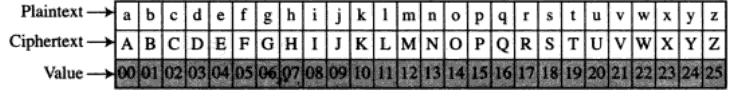 Plaintext → a b c d e f g h i j k l m n o p q r s t u v w x y z
Ciphertext → A B C D E F G H I J K L M N O P Q R S T U V W X Y Z
Value → 00 01 02 03 04 05 06 07 08 09 10 11 12 13 14 15 16 17 18 19 20 21 22 23 24 25